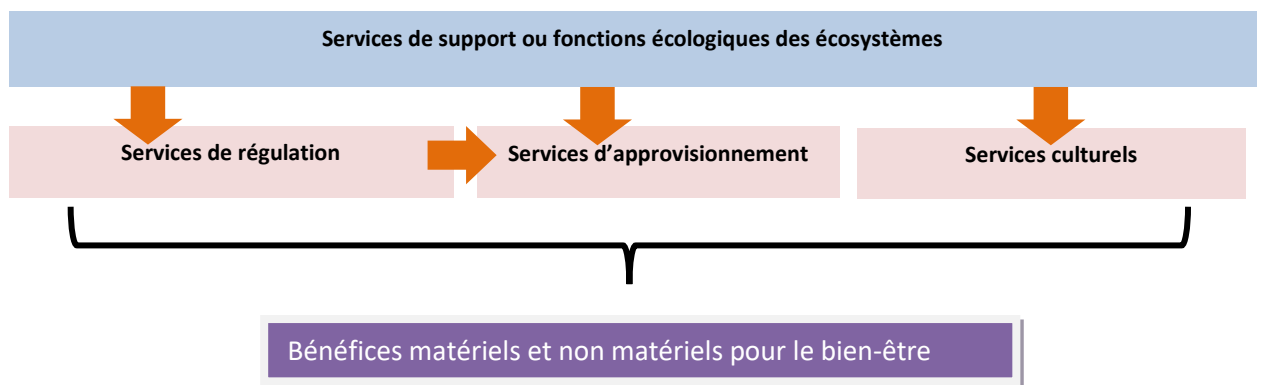 Services de support ou fonctions écologiques des écosystèmes
Services de régulation
Services d’approvisionnement
Services culturels
Bénéfices matériels et non matériels pour le bien-être